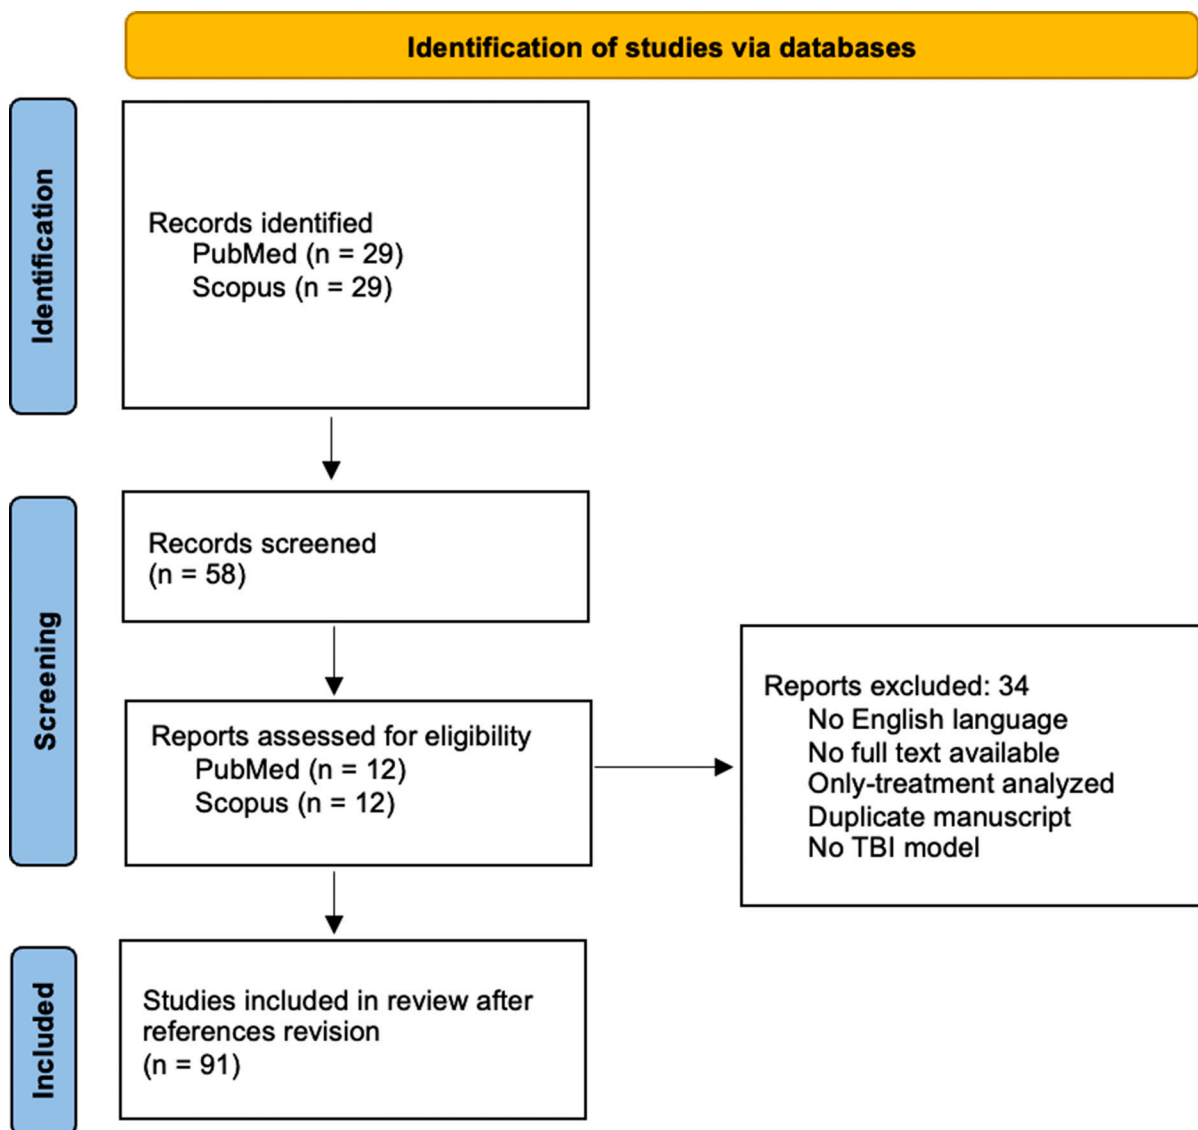 Identification of studies via databases
Identification
Records identified
PubMed (n = 29)
Scopus (n = 29)
Screening
Records screened
(n = 58)
Reports assessed for eligibility
PubMed (n = 12)
Scopus (n = 12)
Reports excluded: 34
No English language
No full text available
Only-treatment analyzed
Duplicate manuscript
No TBI model
Included
Studies included in review after
references revision
(n = 91)